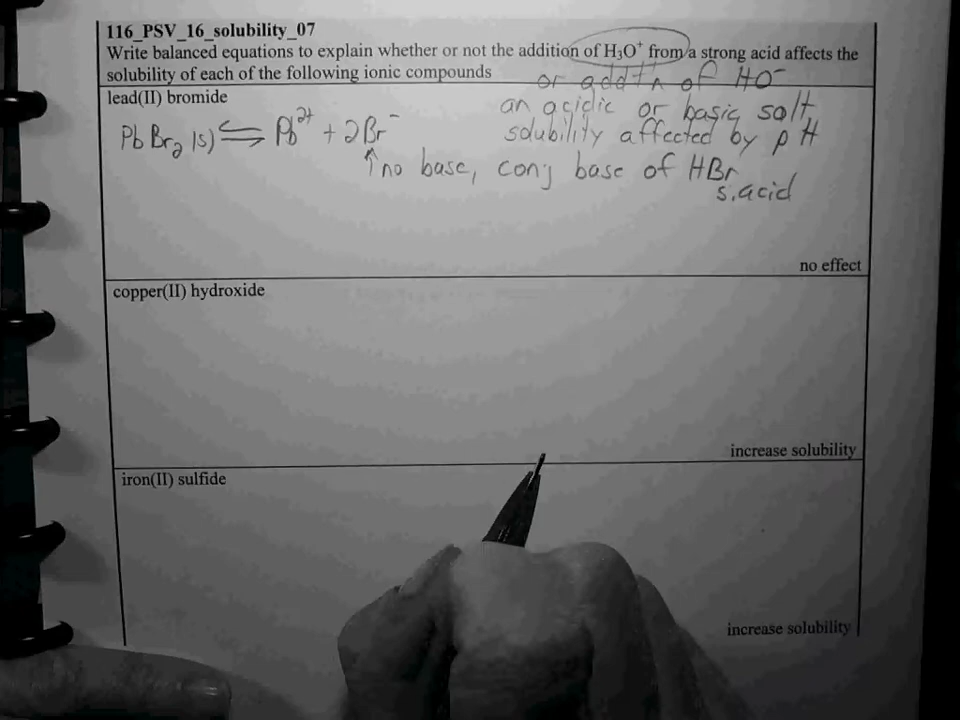 116_PSV_16_solubility_07
Write balanced equations to explain whether or not the addition of H₃O⁺ from a strong acid affects the
solubility of each of the following ionic compounds
or addtn of HO⁻
lead(II) bromide
an acidic or basic salt,
solubility affected by pH
PbBr₂ (s) ⇌ Pb²⁺ + 2Br⁻
↑ no base, conj base of HBr
s. acid
no effect
copper(II) hydroxide
increase solubility
iron(II) sulfide
increase solubility